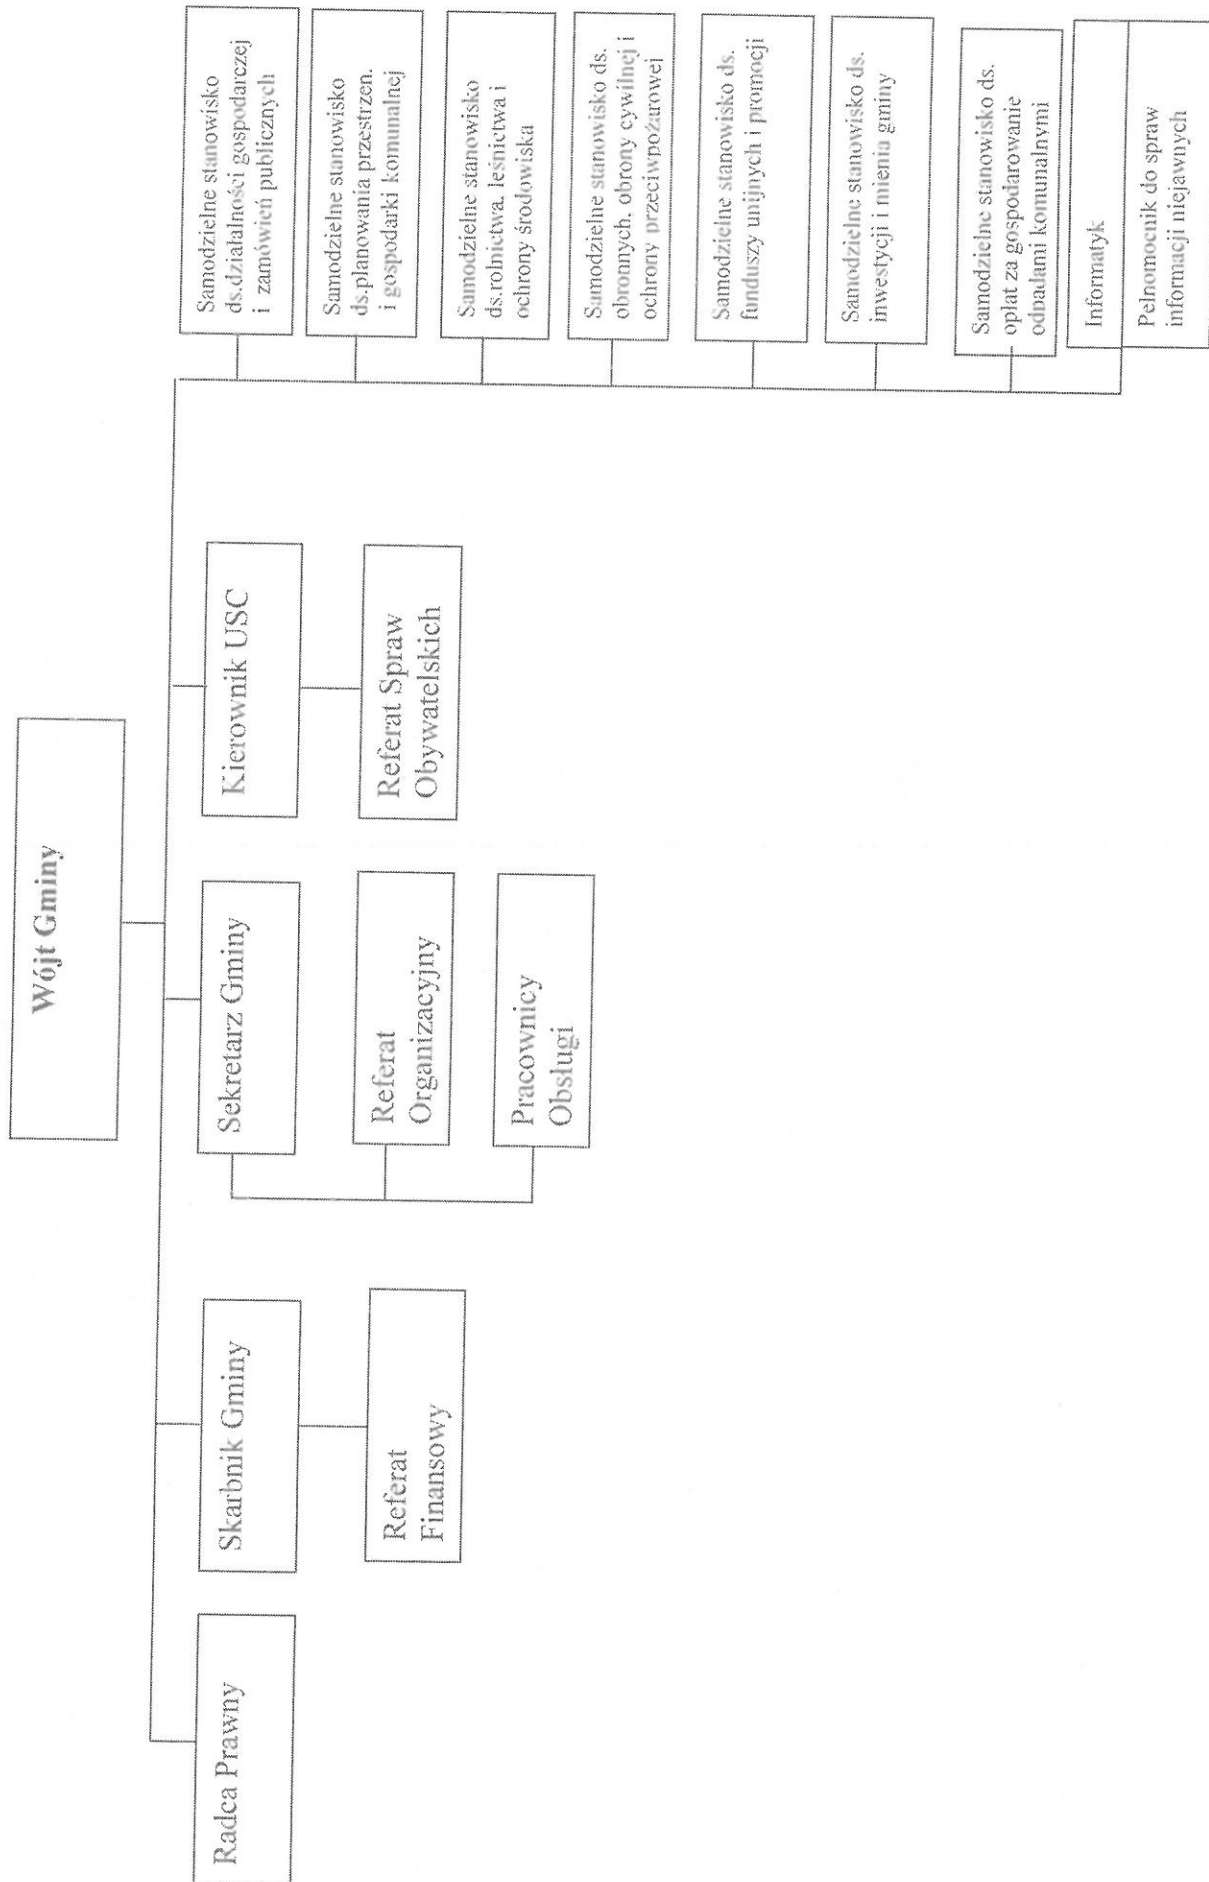 Wójt Gminy
Radca Prawny
Skarbnik Gminy
Referat
Finansowy
Sekretarz Gminy
Referat
Organizacyjny
Pracownicy
Obsługi
Kierownik USC
Referat Spraw
Obywatelskich
Samodzielne stanowisko
ds.działalności gospodarczej
i zamówień publicznych
Samodzielne stanowisko
ds.planowania przestrzen.
i gospodarki komunalnej
Samodzielne stanowisko
ds.rolnictwa, leśnictwa i
ochrony środowiska
Samodzielne stanowisko ds.
obronnych, obrony cywilnej i
ochrony przeciwpożarowej
Samodzielne stanowisko ds.
funduszy unijnych i promocji
Samodzielne stanowisko ds.
inwestycji i mienia gminy
Samodzielne stanowisko ds.
opłat za gospodarowanie
odpadami komunalnymi
Informatyk
Pełnomocnik do spraw
informacji niejawnych